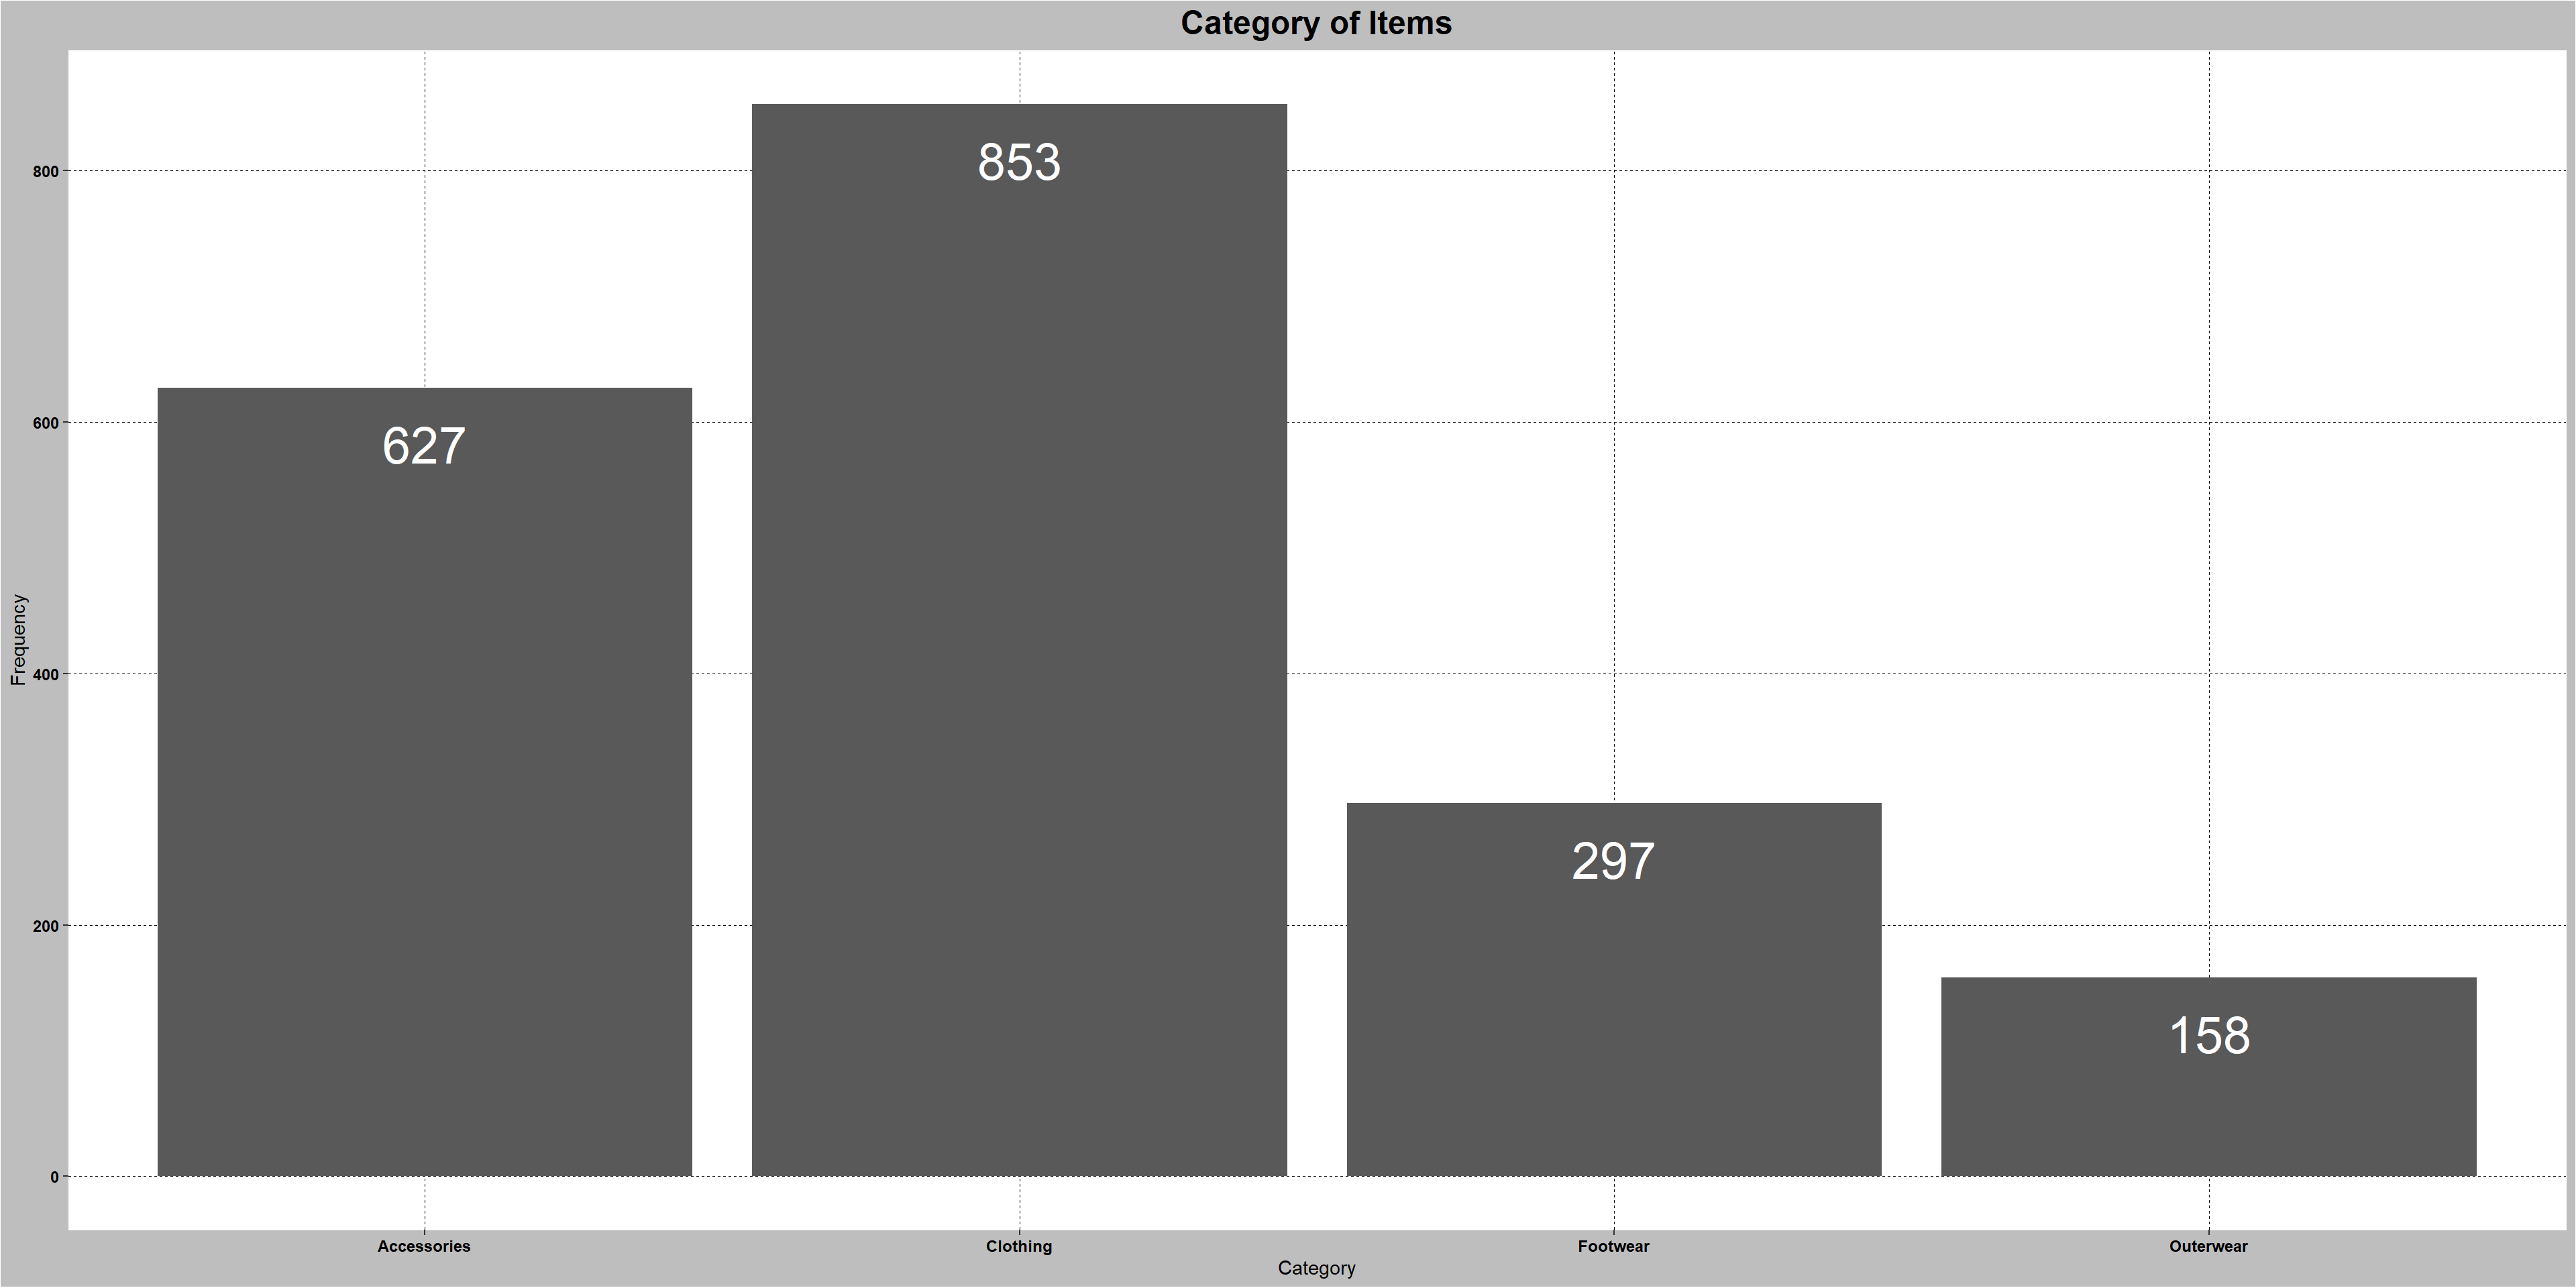 Category of Items
Frequency
800
600
400
200
0
853
627
297
158
Accessories Clothing Footwear Outerwear
Category